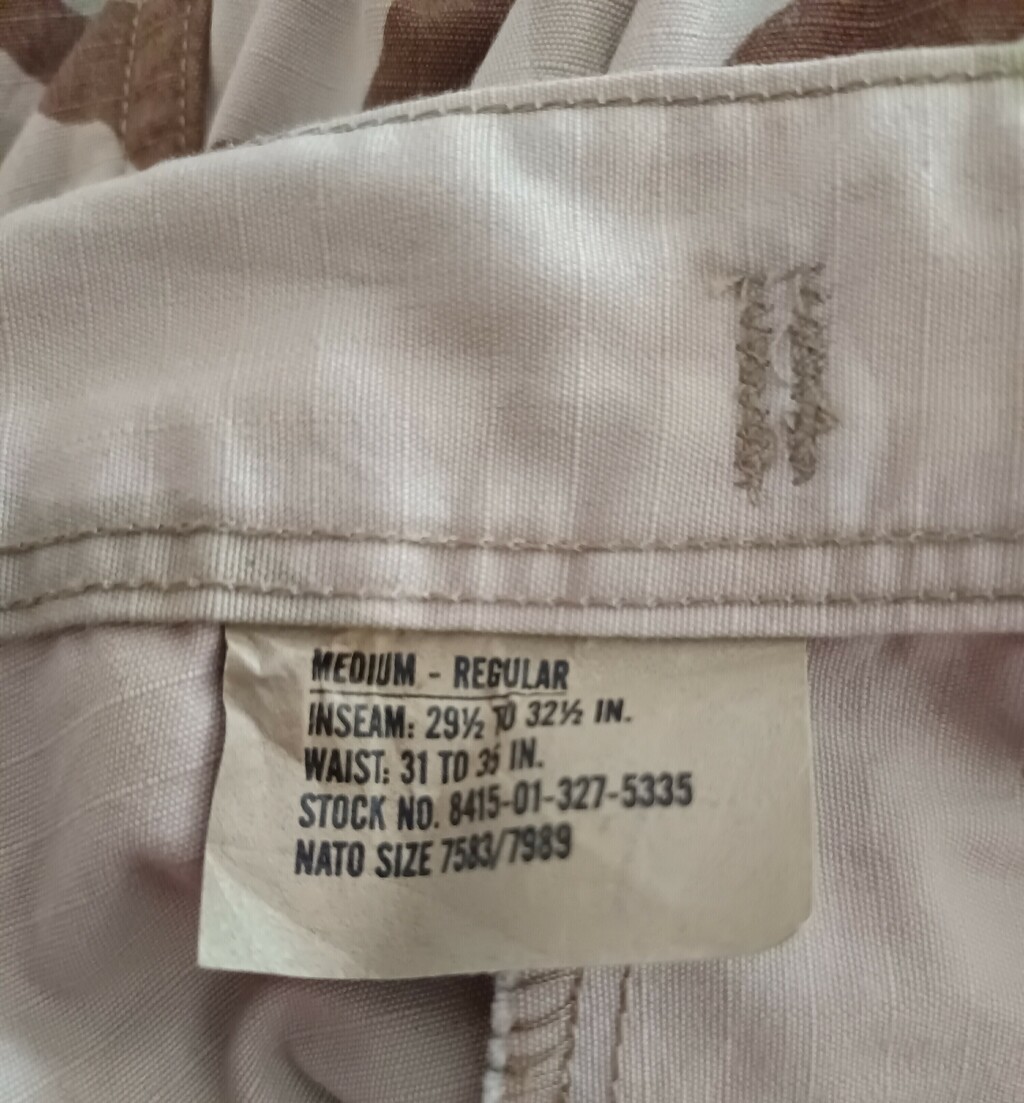 MEDIUM - REGULAR
INSEAM: 29½ TO 32½ IN.
WAIST: 31 TO 35 IN.
STOCK NO. 8415-01-327-5335
NATO SIZE 7583/7989